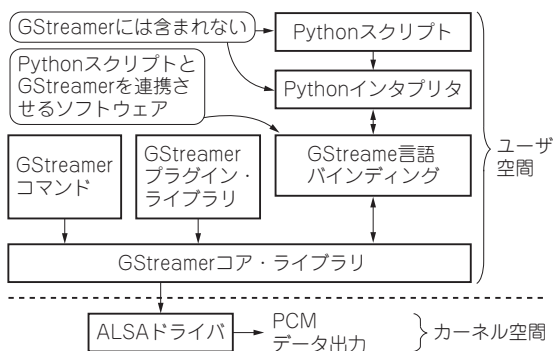 GStreamerには含まれない
Pythonスクリプト
Pythonスクリプトと
GStreamerを連携さ
せるソフトウェア
Pythonインタプリタ
GStreamer
コマンド
GStreamer
プラグイン・
ライブラリ
GStreame言語
バインディング
ユーザ
空間
GStreamerコア・ライブラリ
ALSAドライバ
PCM
データ出力
カーネル空間